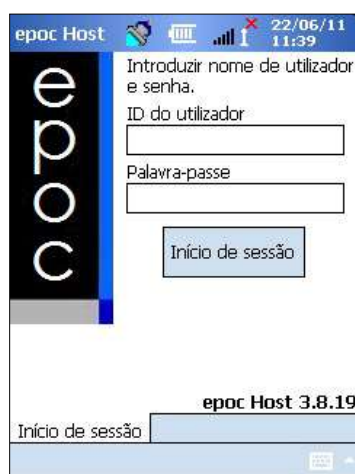 epoc Host
22/06/11
11:39
epoc
Introduzir nome de utilizador
e senha.
ID do utilizador
Palavra-passe
Início de sessão
epoc Host 3.8.19
Início de sessão